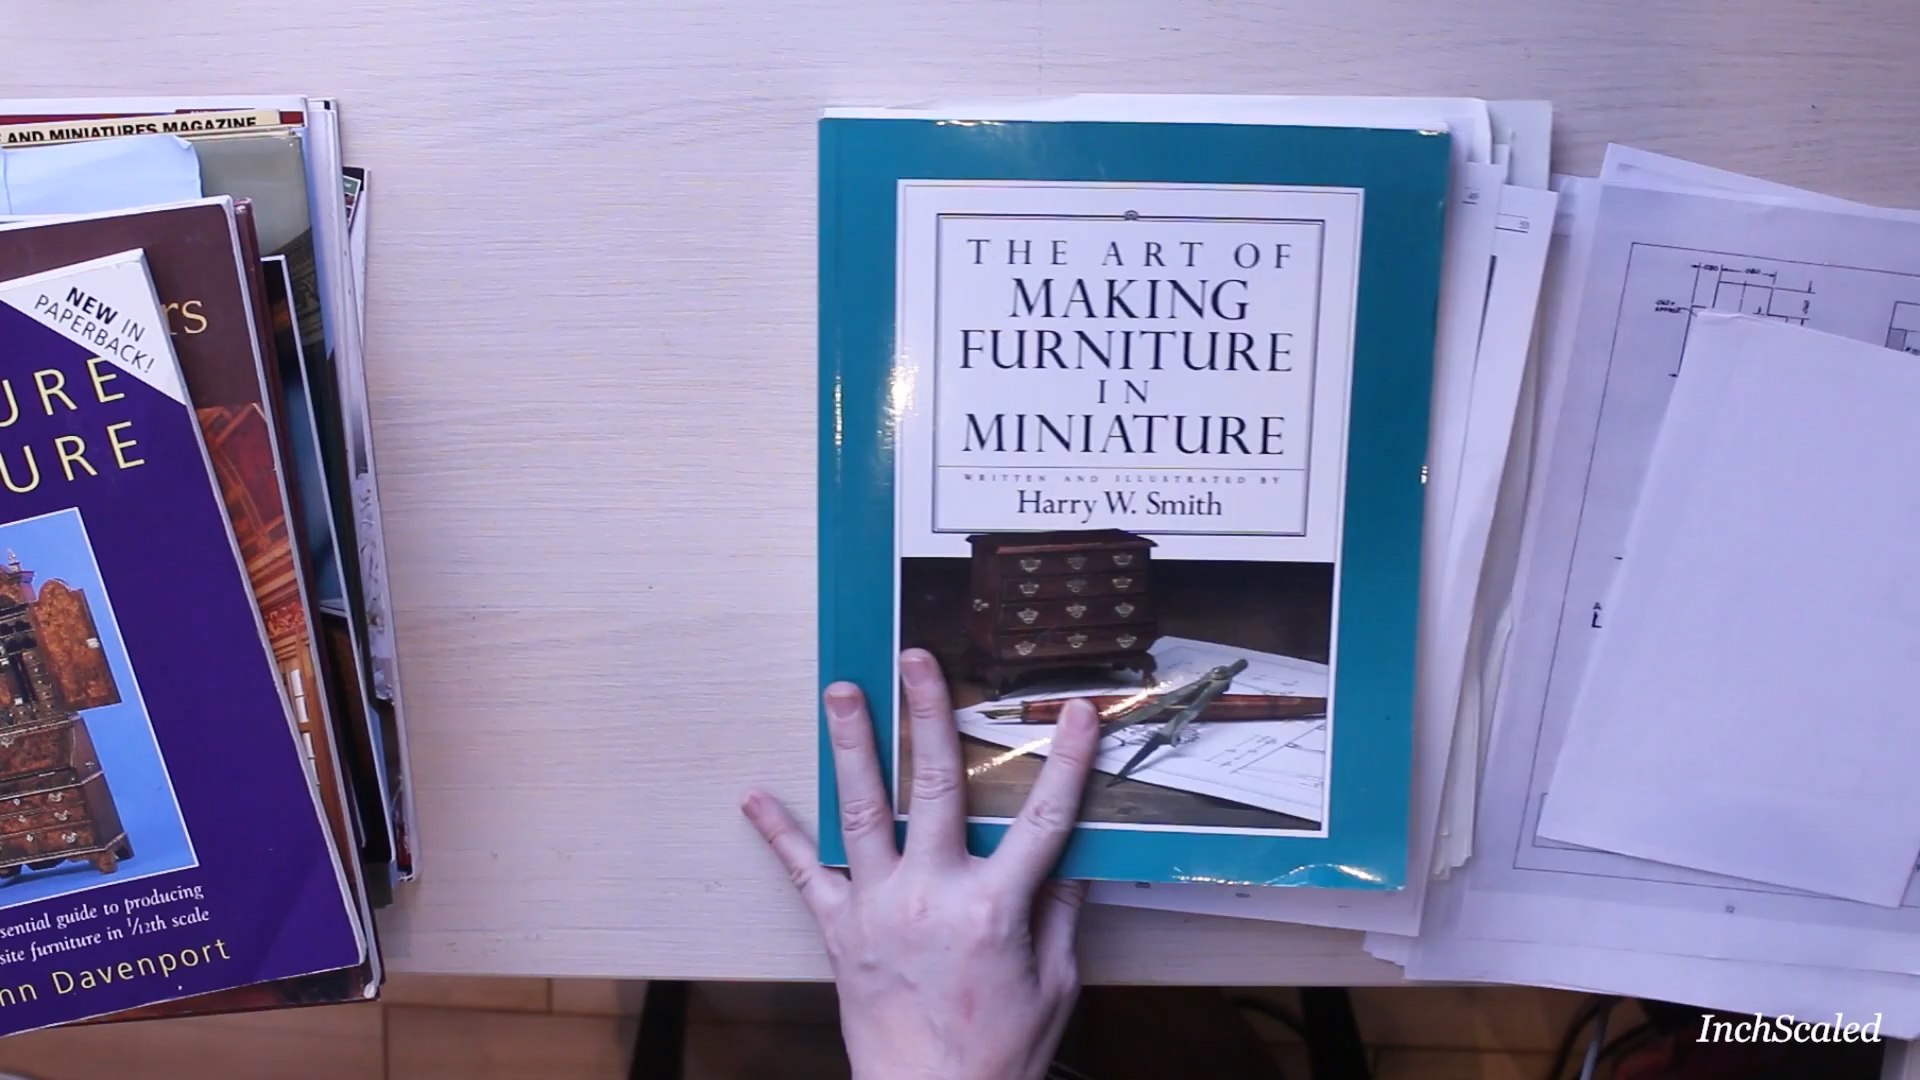 AND MINIATURES MAGAZINE
rs
NEW IN
PAPERBACK!
URE
URE
sential guide to producing
site furniture in 1/12th scale
nn Davenport
THE ART OF
MAKING
FURNITURE
IN
MINIATURE
WRITTEN AND ILLUSTRATED BY
Harry W. Smith
InchScaled